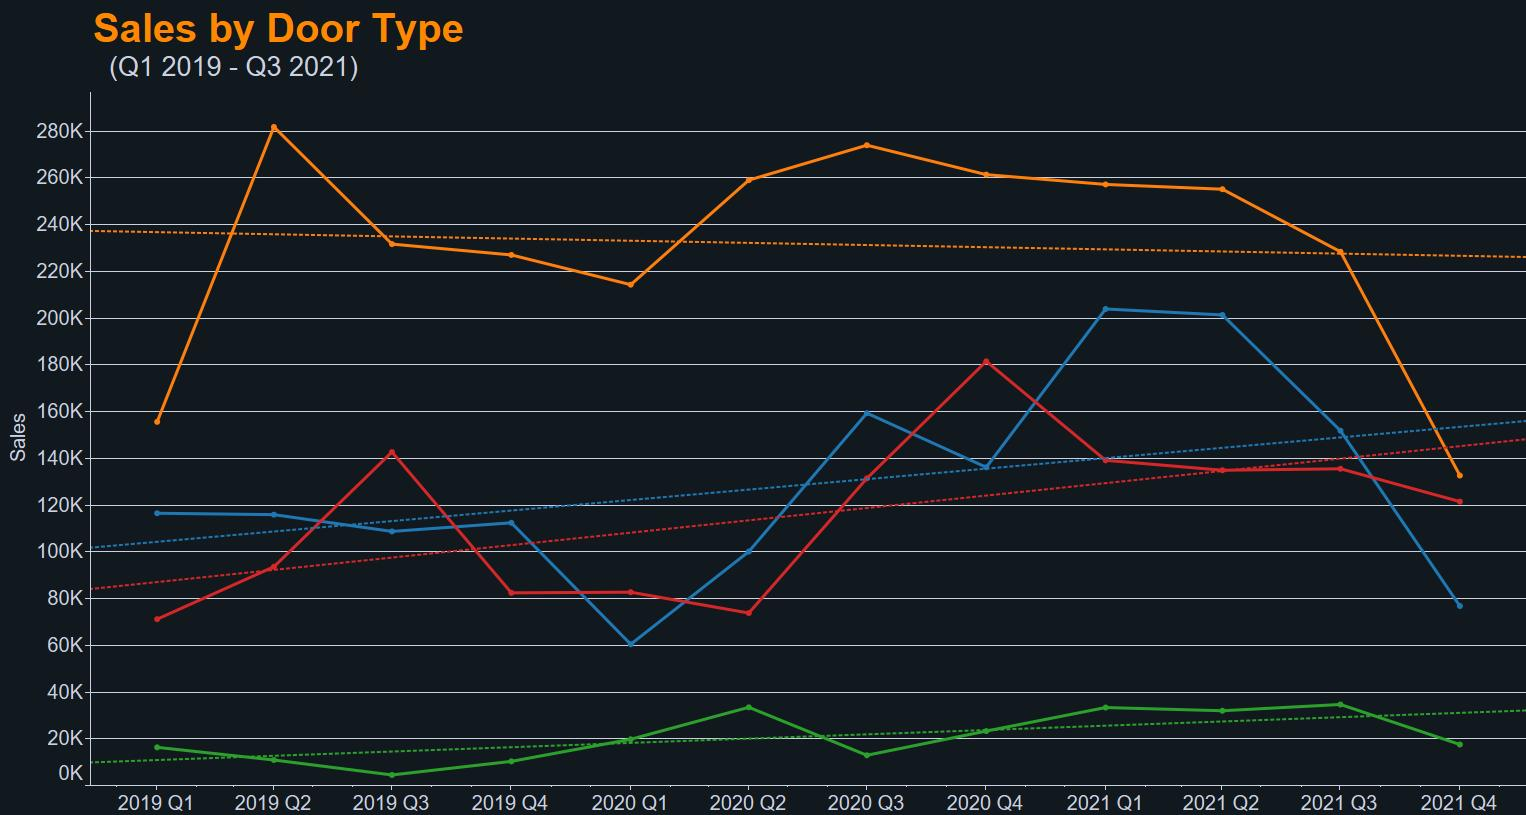 Sales by Door Type
(Q1 2019 - Q3 2021)
280K
260K
240K
220K
200K
180K
160K
140K
120K
100K
80K
60K
40K
20K
0K
Sales
2019 Q1
2019 Q2
2019 Q3
2019 Q4
2020 Q1
2020 Q2
2020 Q3
2020 Q4
2021 Q1
2021 Q2
2021 Q3
2021 Q4